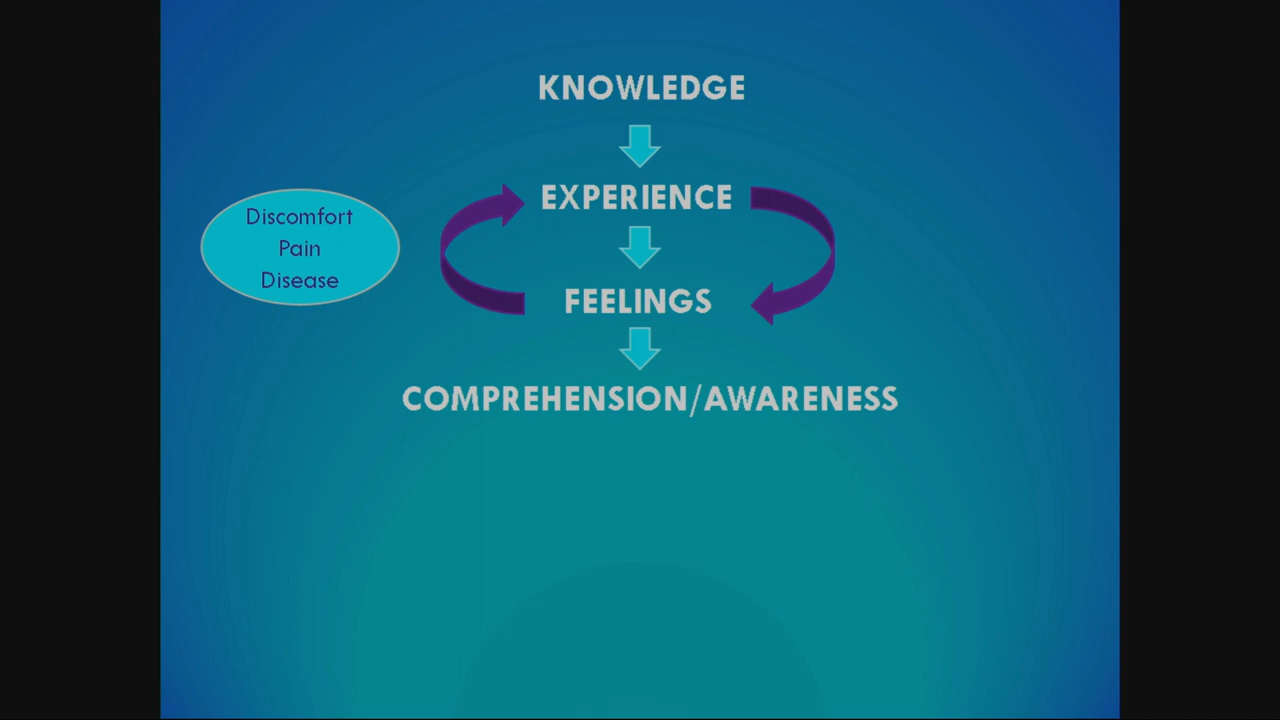 KNOWLEDGE
EXPERIENCE
Discomfort
Pain
Disease
FEELINGS
COMPREHENSION/AWARENESS